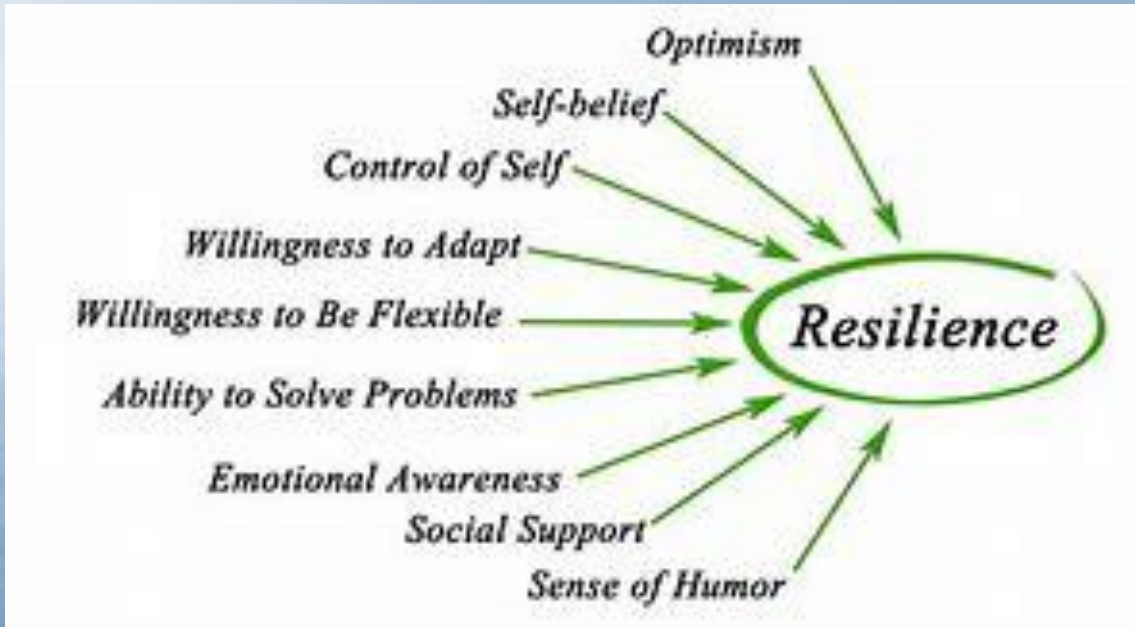 Optimism
Self-belief
Control of Self
Willingness to Adapt
Willingness to Be Flexible
Resilience
Ability to Solve Problems
Emotional Awareness
Social Support
Sense of Humor